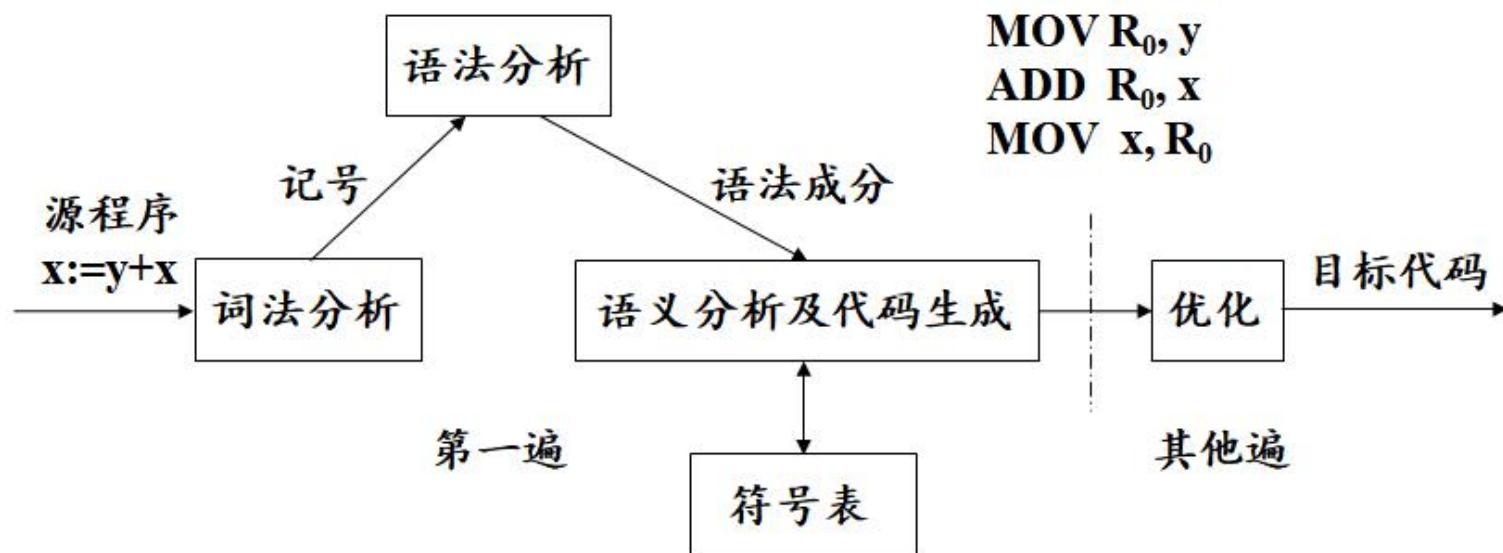 语法分析
MOV R₀, y
ADD R₀, x
MOV x, R₀
记号
语法成分
源程序
x:=y+x
词法分析
语义分析及代码生成
优化
目标代码
第一遍
其他遍
符号表